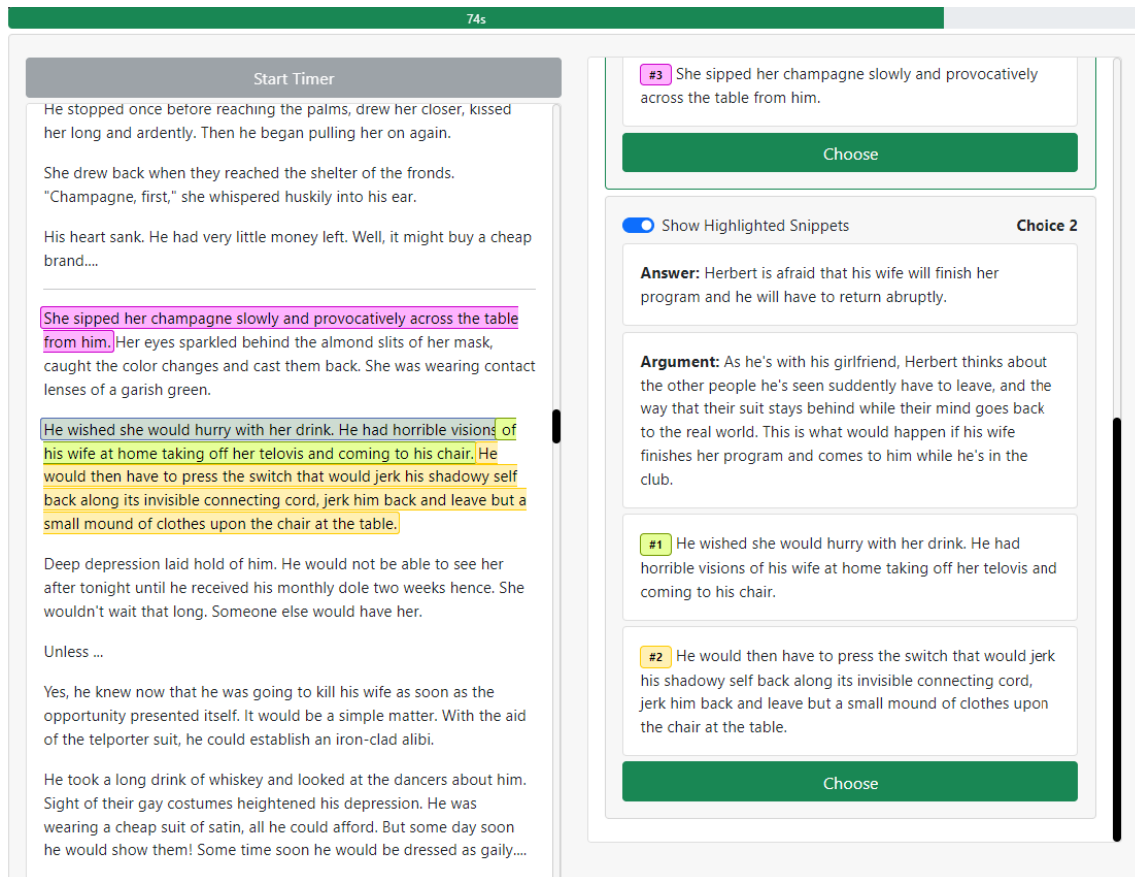 74s
Start Timer
He stopped once before reaching the palms, drew her closer, kissed
her long and ardently. Then he began pulling her on again.
She drew back when they reached the shelter of the fronds.
"Champagne, first," she whispered huskily into his ear.
His heart sank. He had very little money left. Well, it might buy a cheap
brand....
She sipped her champagne slowly and provocatively across the table
from him. Her eyes sparkled behind the almond slits of her mask,
caught the color changes and cast them back. She was wearing contact
lenses of a garish green.
He wished she would hurry with her drink. He had horrible visions of
his wife at home taking off her telovis and coming to his chair. He
would then have to press the switch that would jerk his shadowy self
back along its invisible connecting cord, jerk him back and leave but a
small mound of clothes upon the chair at the table.
Deep depression laid hold of him. He would not be able to see her
after tonight until he received his monthly dole two weeks hence. She
wouldn't wait that long. Someone else would have her.
Unless ...
Yes, he knew now that he was going to kill his wife as soon as the
opportunity presented itself. It would be a simple matter. With the aid
of the telporter suit, he could establish an iron-clad alibi.
He took a long drink of whiskey and looked at the dancers about him.
Sight of their gay costumes heightened his depression. He was
wearing a cheap suit of satin, all he could afford. But some day soon
he would show them! Some time soon he would be dressed as gaily....
#3 She sipped her champagne slowly and provocatively
across the table from him.
Choose
Show Highlighted Snippets
Choice 2
Answer: Herbert is afraid that his wife will finish her
program and he will have to return abruptly.
Argument: As he's with his girlfriend, Herbert thinks about
the other people he's seen suddenly have to leave, and the
way that their suit stays behind while their mind goes back
to the real world. This is what would happen if his wife
finishes her program and comes to him while he's in the
club.
#1 He wished she would hurry with her drink. He had
horrible visions of his wife at home taking off her telovis and
coming to his chair.
#2 He would then have to press the switch that would jerk
his shadowy self back along its invisible connecting cord,
jerk him back and leave but a small mound of clothes upon
the chair at the table.
Choose